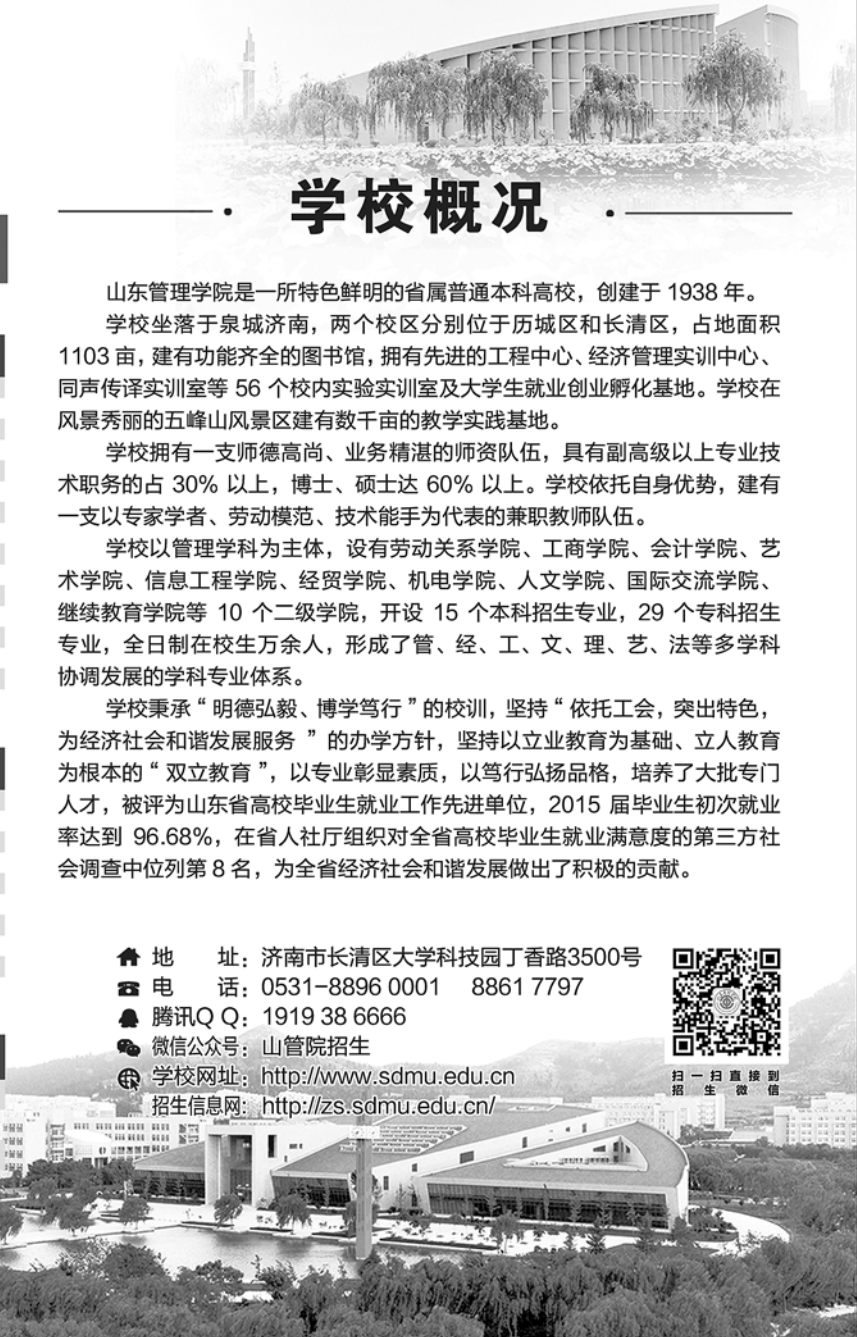 学校概况
山东管理学院是一所特色鲜明的省属普通本科高校，创建于 1938 年。
学校坐落于泉城济南，两个校区分别位于历城区和长清区，占地面积
1103 亩，建有功能齐全的图书馆，拥有先进的工程中心、经济管理实训中心、
同声传译实训室等 56 个校内实验实训室及大学生就业创业孵化基地。学校在
风景秀丽的五峰山风景区建有数千亩的教学实践基地。
学校拥有一支师德高尚、业务精湛的师资队伍，具有副高级以上专业技
术职务的占 30% 以上，博士、硕士达 60% 以上。学校依托自身优势，建有
一支以专家学者、劳动模范、技术能手为代表的兼职教师队伍。
学校以管理学科为主体，设有劳动关系学院、工商学院、会计学院、艺
术学院、信息工程学院、经贸学院、机电学院、人文学院、国际交流学院、
继续教育学院等 10 个二级学院，开设 15 个本科招生专业，29 个专科招生
专业，全日制在校生万余人，形成了管、经、工、文、理、艺、法等多学科
协调发展的学科专业体系。
学校秉承“明德弘毅、博学笃行”的校训，坚持“依托工会，突出特色，
为经济社会和谐发展服务 ”的办学方针，坚持以立业教育为基础、立人教育
为根本的“双立教育”，以专业彰显素质，以笃行弘扬品格，培养了大批专门
人才，被评为山东省高校毕业生就业工作先进单位，2015 届毕业生初次就业
率达到 96.68%，在省人社厅组织对全省高校毕业生就业满意度的第三方社
会调查中位列第 8 名，为全省经济社会和谐发展做出了积极的贡献。
地 址：济南市长清区大学科技园丁香路3500号
电 话：0531-8896 0001 8861 7797
腾讯Q Q：1919 38 6666
微信公众号：山管院招生
学校网址：http://www.sdmu.edu.cn
招生信息网：http://zs.sdmu.edu.cn/
扫一扫直接到
招生微信